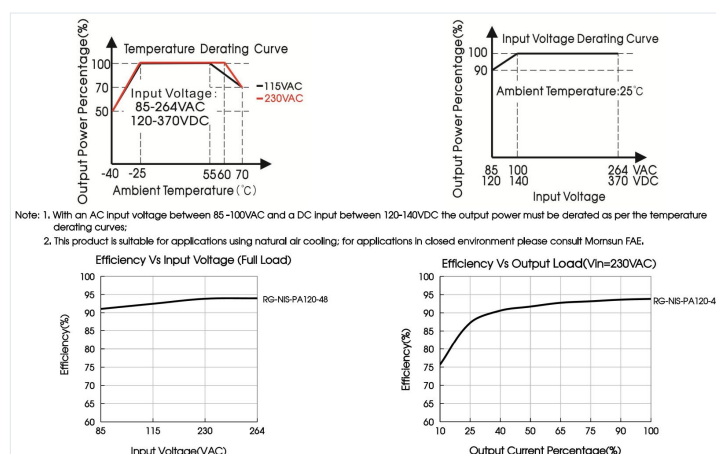 Temperature Derating Curve
Output Power Percentage(%)
100
70
50
Input Voltage:
85-264VAC
120-370VDC
115VAC
230VAC
-40 -25 55 60 70
Ambient Temperature (℃)
Input Voltage Derating Curve
Output Power Percentage(%)
100
90
Ambient Temperature:25℃
85 100 264 VAC
120 140 370 VDC
Input Voltage
Note: 1. With an AC input voltage between 85 -100VAC and a DC input between 120-140VDC the output power must be derated as per the temperature
derating curves;
2. This product is suitable for applications using natural air cooling; for applications in closed environment please consult Mornsun FAE.
Efficiency Vs Input Voltage (Full Load)
Efficiency(%)
100
95
90
85
80
75
70
65
60
RG-NIS-PA120-48
85 115 230 264
Input Voltage(VAC)
Efficiency Vs Output Load(Vin=230VAC)
Efficiency(%)
100
95
90
85
80
75
70
65
60
RG-NIS-PA120-4
10 25 40 50 65 75 90 100
Output Current Percentage(%)